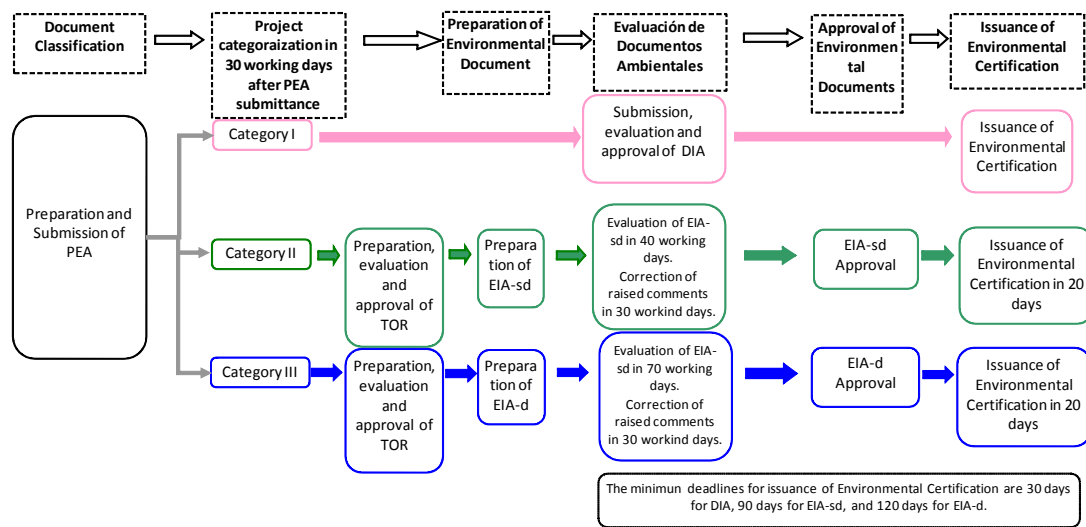 Document
Classification
Project
categoraization in
30 working days
after PEA
submittance
Preparation of
Environmental
Document
Evaluación de
Documentos
Ambientales
Approval of
Environmen
tal
Documents
Issuance of
Environmental
Certification
Preparation and
Submission of
PEA
Category I
Submission,
evaluation and
approval of DIA
Issuance of
Environmental
Certification
Category II
Preparation,
evaluation
and
approval of
TOR
Prepara
tion of
EIA-sd
Evaluation of EIA-
sd in 40 working
days.
Correction of
raised comments
in 30 workind days.
EIA-sd
Approval
Issuance of
Environmental
Certification in 20
days
Category III
Preparation,
evaluation
and
approval of
TOR
Preparation
of EIA-d
Evaluation of EIA-
sd in 70 working
days.
Correction of
raised comments
in 30 workind days.
EIA-d
Approval
Issuance of
Environmental
Certification in 20
days
The minimun deadlines for issuance of Environmental Certification are 30 days
for DIA, 90 days for EIA-sd, and 120 days for EIA-d.